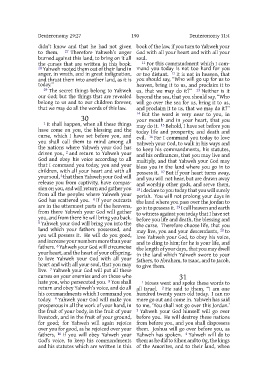 Deuteronomy 29:27
190
Deuteronomy 31:4
didn't know and that he had not given
to them. 27 Therefore Yahweh's anger
burned against this land, to bring on it all
the curses that are written in this book.
28 Yahweh rooted them out of their land in
anger, in wrath, and in great indignation,
and thrust them into another land, as it is
today."
29 The secret things belong to Yahweh
our God; but the things that are revealed
belong to us and to our children forever,
that we may do all the words of this law.
30
1 It shall happen, when all these things
have come on you, the blessing and the
curse, which I have set before you, and
you shall call them to mind among all
the nations where Yahweh your God has
driven you, 2 and return to Yahweh your
God and obey his voice according to all
that I command you today, you and your
children, with all your heart and with all
your soul, 3 that then Yahweh your God will
release you from captivity, have compas-
sion on you, and will return and gather you
from all the peoples where Yahweh your
God has scattered you. 4 If your outcasts
are in the uttermost parts of the heavens,
from there Yahweh your God will gather
you, and from there he will bring you back.
5 Yahweh your God will bring you into the
land which your fathers possessed, and
you will possess it. He will do you good,
and increase your numbers more than your
fathers. 6 Yahweh your God will circumcise
your heart, and the heart of your offspring,
to love Yahweh your God with all your
heart and with all your soul, that you may
live. 7 Yahweh your God will put all these
curses on your enemies and on those who
hate you, who persecuted you. 8 You shall
return and obey Yahweh's voice, and do all
his commandments which I command you
today. 9 Yahweh your God will make you
prosperous in all the work of your hand, in
the fruit of your body, in the fruit of your
livestock, and in the fruit of your ground,
for good; for Yahweh will again rejoice
over you for good, as he rejoiced over your
fathers, 10 if you will obey Yahweh your
God's voice, to keep his commandments
and his statutes which are written in this
book of the law, if you turn to Yahweh your
God with all your heart and with all your
soul.
11 For this commandment which I com-
mand you today is not too hard for you
or too distant. 12 It is not in heaven, that
you should say, "Who will go up for us to
heaven, bring it to us, and proclaim it to
us, that we may do it?" 13 Neither is it
beyond the sea, that you should say, "Who
will go over the sea for us, bring it to us,
and proclaim it to us, that we may do it?"
14 But the word is very near to you, in
your mouth and in your heart, that you
may do it. 15 Behold, I have set before you
today life and prosperity, and death and
evil. 16 For I command you today to love
Yahweh your God, to walk in his ways and
to keep his commandments, his statutes,
and his ordinances, that you may live and
multiply, and that Yahweh your God may
bless you in the land where you go in to
possess it. 17 But if your heart turns away,
and you will not hear, but are drawn away
and worship other gods, and serve them,
18 I declare to you today that you will surely
perish. You will not prolong your days in
the land where you pass over the Jordan to
go in to possess it. 19 I call heaven and earth
to witness against you today that I have set
before you life and death, the blessing and
the curse. Therefore choose life, that you
may live, you and your descendants, 20 to
love Yahweh your God, to obey his voice,
and to cling to him; for he is your life, and
the length of your days, that you may dwell
in the land which Yahweh swore to your
fathers, to Abraham, to Isaac, and to Jacob,
to give them.
31
1 Moses went and spoke these words to
all Israel. 2 He said to them, "I am one
hundred twenty years old today. I can no
more go out and come in. Yahweh has said
to me, 'You shall not go over this Jordan.'
3 Yahweh your God himself will go over
before you. He will destroy these nations
from before you, and you shall dispossess
them. Joshua will go over before you, as
Yahweh has spoken. 4 Yahweh will do to
them as he did to Sihon and to Og, the kings
of the Amorites, and to their land, when